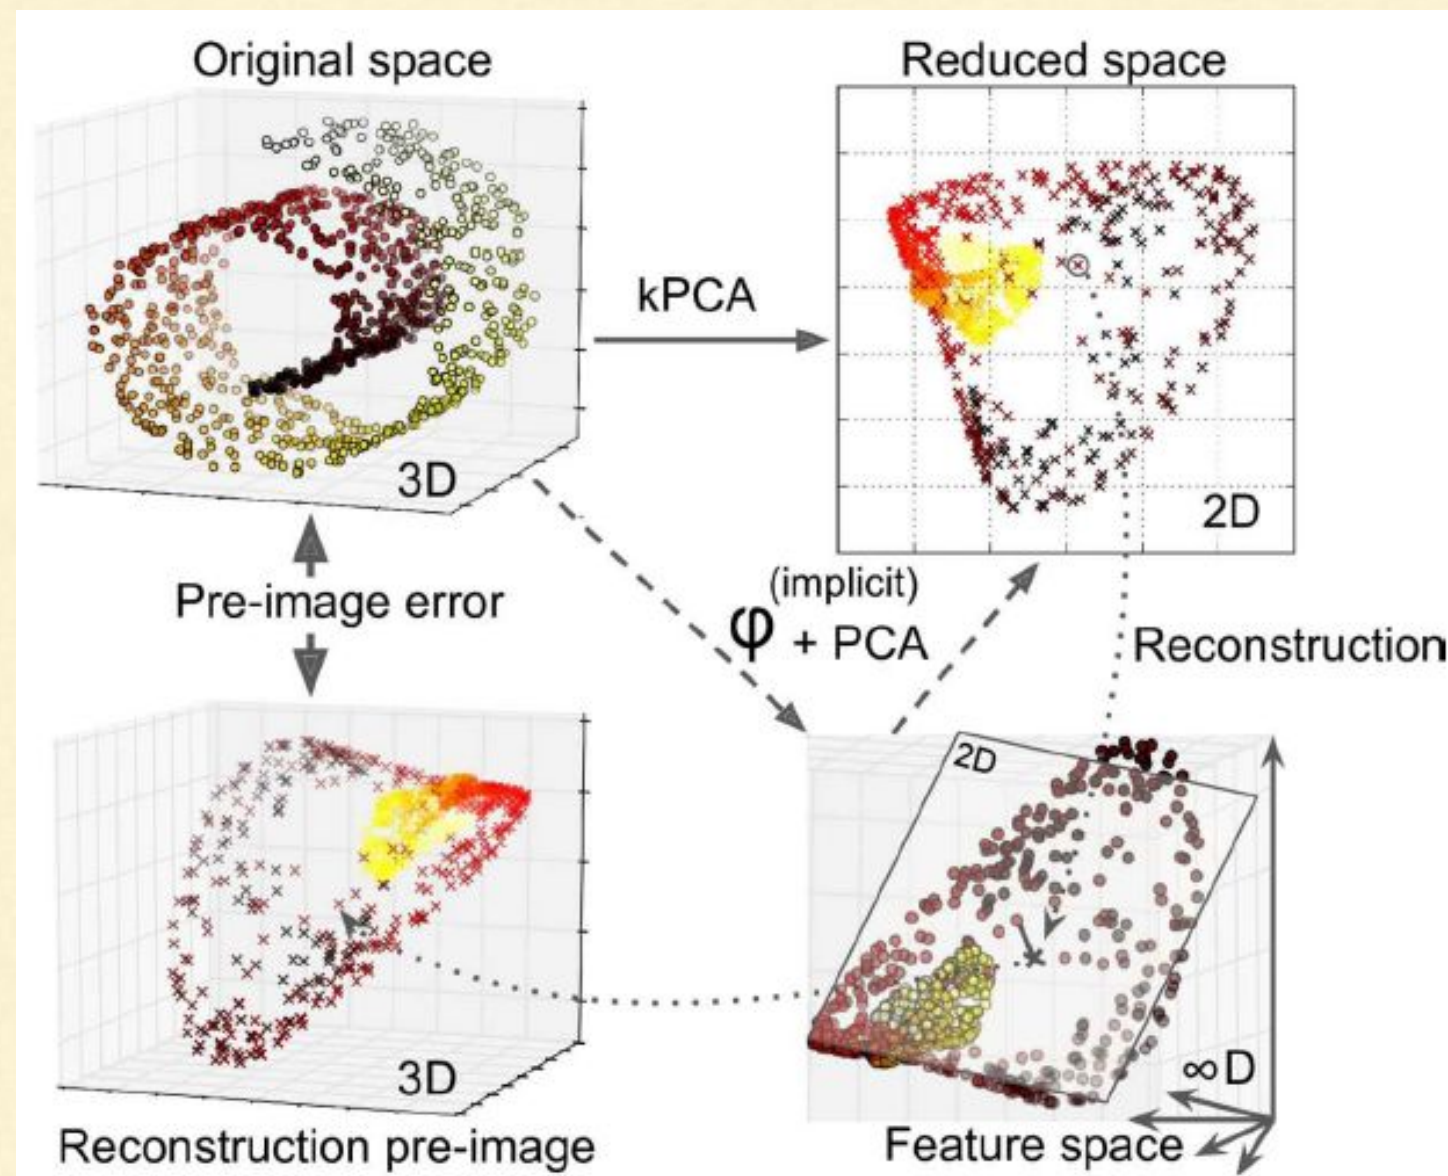 Original space
Reduced space
kPCA
3D
2D
(implicit)
φ + PCA
Pre-image error
Reconstruction
2D
3D
∞D
Reconstruction pre-image
Feature space